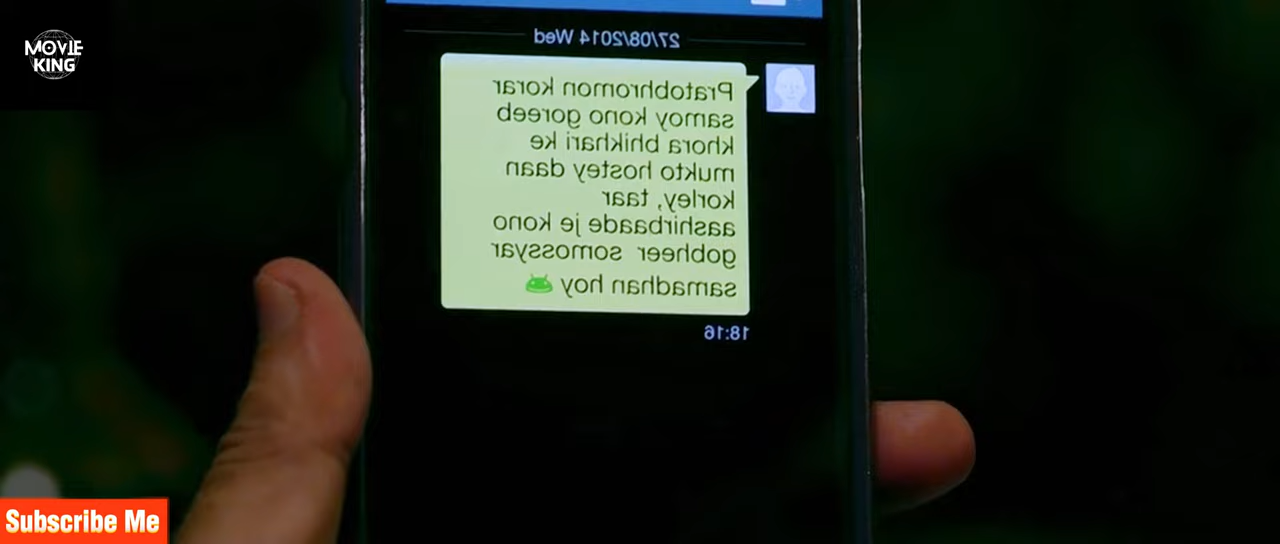 MOVIE
KING
27/08/2014 Wed
Pratobhromon korar
samoy kono goreeb
khora bhikhari ke
mukto hostey daan
korley, taar
aashirbaade je kono
gobheer somossyar
samadhan hoy
18:16
Subscribe Me